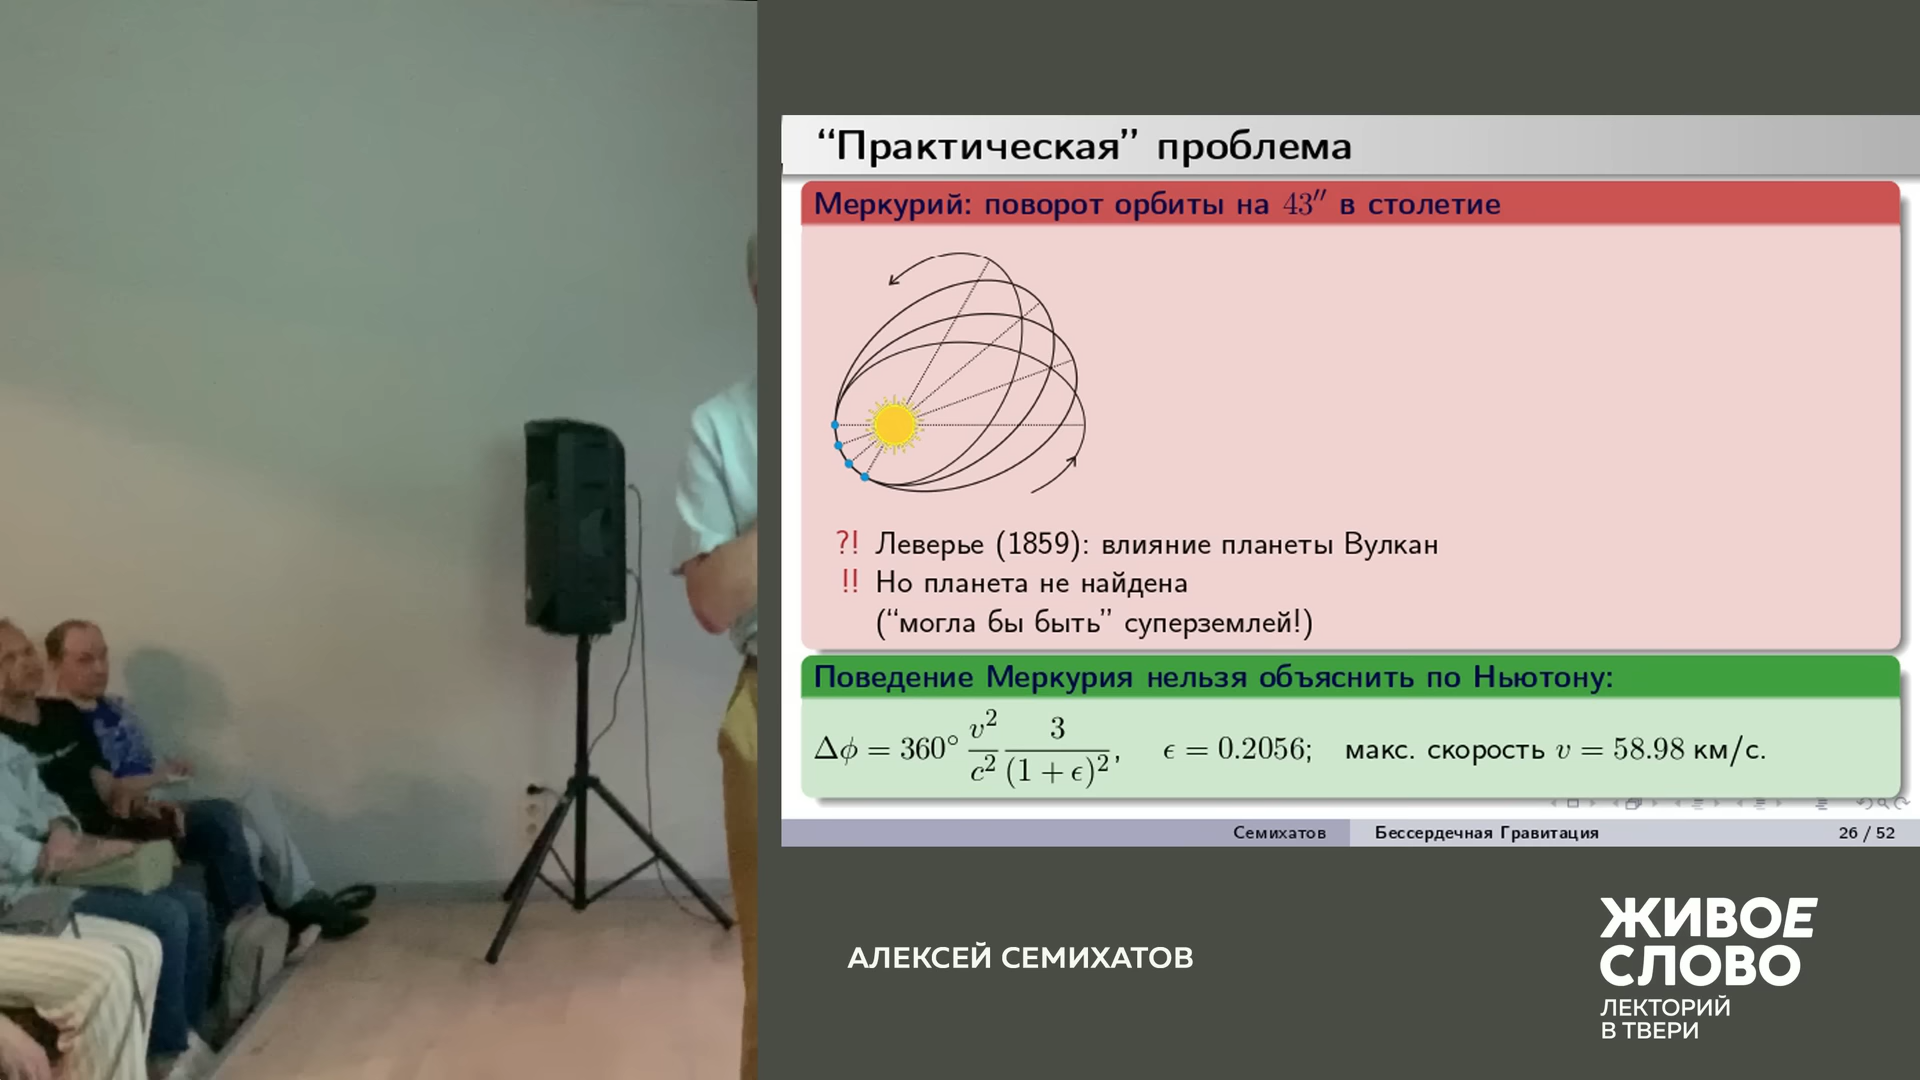 “Практическая” проблема
Меркурий: поворот орбиты на 43″ в столетие
?! Леверье (1859): влияние планеты Вулкан
!! Но планета не найдена
(“могла бы быть” суперземлей!)
Поведение Меркурия нельзя объяснить по Ньютону:
Δϕ = 360° v²/c² 3/(1 + ϵ)², ϵ = 0.2056; макс. скорость v = 58.98 км/с.
Семихатов Бессердечная Гравитация 26 / 52
АЛЕКСЕЙ СЕМИХАТОВ
ЖИВОЕ
СЛОВО
ЛЕКТОРИЙ
В ТВЕРИ